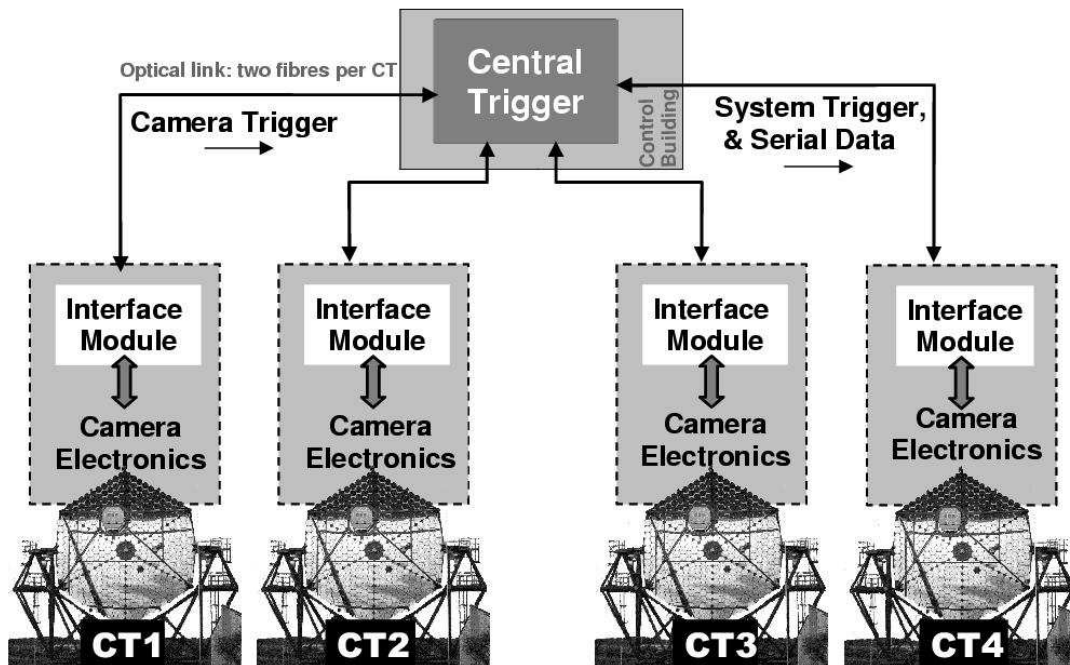 Optical link: two fibres per CT
Camera Trigger
Central
Trigger
Control
Building
System Trigger,
& Serial Data
Interface
Module
Camera
Electronics
CT1
Interface
Module
Camera
Electronics
CT2
Interface
Module
Camera
Electronics
CT3
Interface
Module
Camera
Electronics
CT4